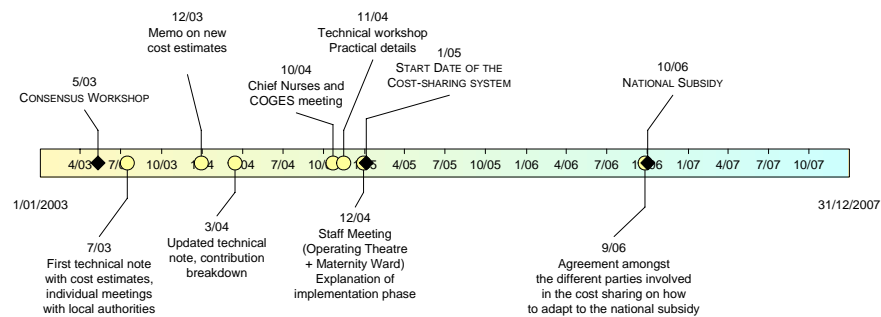 12/03
Memo on new
cost estimates
11/04
Technical workshop
Practical details
1/05
START DATE OF THE
COST-SHARING SYSTEM
10/04
Chief Nurses and
COGES meeting
10/06
NATIONAL SUBSIDY
5/03
CONSENSUS WORKSHOP
4/03 10/03 7/04 4/05 7/05 10/05 1/06 4/06 7/06 1/07 4/07 7/07 10/07
1/01/2003
31/12/2007
7/03
First technical note
with cost estimates,
individual meetings
with local authorities
3/04
Updated technical
note, contribution
breakdown
12/04
Staff Meeting
(Operating Theatre
+ Maternity Ward)
Explanation of
implementation phase
9/06
Agreement amongst
the different parties involved
in the cost sharing on how
to adapt to the national subsidy